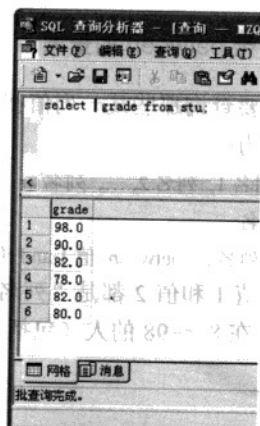 SQL 查询分析器 - [查询 -
文件(F) 编辑(E) 查询(Q) 工具(T)
select grade from stu;
grade
1 98.0
2 90.0
3 82.0
4 78.0
5 82.0
6 80.0
网格 消息
批查询完成。